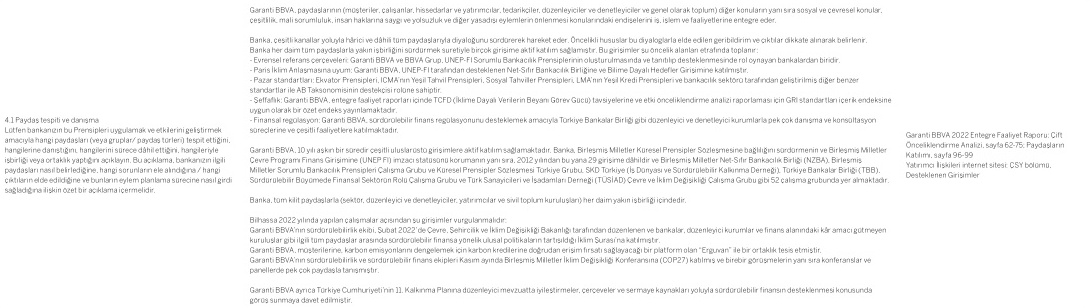 4.1 Paydaş tespiti ve danışma
Lütfen bankanızın bu Prensipleri uygulamak ve etkilerini geliştirmek
amacıyla hangi paydaşları (veya gruplar/ paydaş türleri) tespit ettiğini,
hangilerine danıştığını, hangilerini sürece dâhil ettiğini, hangileriyle
işbirliği veya ortaklık yaptığını açıklayın. Bu açıklama, bankanızın ilgili
paydaşları nasıl belirlediğine, hangi sorunların ele alındığına / hangi
çıktıların elde edildiğine ve bunların eylem planlama sürecine nasıl girdi
sağladığına ilişkin özet bir açıklama içermelidir.
Garanti BBVA, paydaşlarının (müşteriler, çalışanlar, hissedarlar ve yatırımcılar, tedarikçiler, düzenleyiciler ve denetleyiciler ve genel olarak toplum) diğer konuların yanı sıra sosyal ve çevresel konular,
çeşitlilik, mali sorumluluk, insan haklarına saygı ve yolsuzluk ve diğer yasadışı eylemlerin önlenmesi konularındaki endişelerini iş, işlem ve faaliyetlerine entegre eder.
Banka, çeşitli kanallar yoluyla hârici ve dâhili tüm paydaşlarıyla diyaloğunu sürdürerek hareket eder. Öncelikli hususlar bu diyaloglarla elde edilen geribildirim ve çıktılar dikkate alınarak belirlenir.
Banka her daim tüm paydaşlarla yakın işbirliğini sürdürmek suretiyle birçok girişime aktif katılım sağlamıştır. Bu girişimler şu öncelik alanları etrafında toplanır:
- Evrensel referans çerçeveleri: Garanti BBVA ve BBVA Grup, UNEP-FI Sorumlu Bankacılık Prensiplerinin oluşturulmasında ve tanıtılıp desteklenmesinde rol oynayan bankalardan biridir.
- Paris İklim Anlaşmasına uyum: Garanti BBVA, UNEP-FI tarafından desteklenen Net-Sıfır Bankacılık Birliğine ve Bilime Dayalı Hedefler Girişimine katılmıştır.
- Pazar standartları: Ekvator Prensipleri, ICMA'nın Yeşil Tahvil Prensipleri, Sosyal Tahviller Prensipleri, LMA'nın Yeşil Kredi Prensipleri ve bankacılık sektörü tarafından geliştirilmiş diğer benzer
standartlar ile AB Taksonomisinin destekçisi rolüne sahiptir.
- Şeffaflık: Garanti BBVA, entegre faaliyet raporları içinde TCFD (İklime Dayalı Verilerin Beyanı Görev Gücü) tavsiyelerine ve etki önceliklendirme analizi raporlaması için GRI standartları içerik endeksine
uygun olarak bir özet endeks yayınlamaktadır.
- Finansal regülasyon: Garanti BBVA, sürdürülebilir finans regülasyonunu desteklemek amacıyla Türkiye Bankalar Birliği gibi düzenleyici ve denetleyici kurumlarla pek çok danışma ve konsültasyon
süreçlerine ve çeşitli faaliyetlere katılmaktadır.
Garanti BBVA, 10 yılı aşkın bir süredir çeşitli uluslarüstü girişimlere aktif katılım sağlamaktadır. Banka, Birleşmiş Milletler Küresel Prensipler Sözleşmesine bağlılığını sürdürmenin ve Birleşmiş Milletler
Çevre Programı Finans Girişimine (UNEP FI) imzacı statüsünü korumanın yanı sıra, 2012 yılından bu yana 29 girişime dâhildir ve Birleşmiş Milletler Net-Sıfır Bankacılık Birliği (NZBA), Birleşmiş
Milletler Sorumlu Bankacılık Prensipleri Çalışma Grubu ve Küresel Prensipler Sözleşmesi Türkiye Grubu, SKD Türkiye (İş Dünyası ve Sürdürülebilir Kalkınma Derneği), Türkiye Bankalar Birliği (TBB),
Sürdürülebilir Büyümede Finansal Sektörün Rolü Çalışma Grubu ve Türk Sanayicileri ve İşadamları Derneği (TÜSİAD) Çevre ve İklim Değişikliği Çalışma Grubu gibi 52 çalışma grubunda yer almaktadır.
Banka, tüm kilit paydaşlarla (sektör, düzenleyici ve denetleyiciler, yatırımcılar ve sivil toplum kuruluşları) her daim yakın işbirliği içindedir.
Bilhassa 2022 yılında yapılan çalışmalar açısından şu girişimler vurgulanmalıdır:
Garanti BBVA'nın sürdürülebilirlik ekibi, Şubat 2022'de Çevre, Şehircilik ve İklim Değişikliği Bakanlığı tarafından düzenlenen ve bankalar, düzenleyici kurumlar ve finans alanındaki kâr amacı gütmeyen
kuruluşlar gibi ilgili tüm paydaşlar arasında sürdürülebilir finansa yönelik ulusal politikaların tartışıldığı İklim Şurası'na katılmıştır.
Garanti BBVA, müşterilerine, karbon emisyonlarını dengelemek için karbon kredilerine doğrudan erişim fırsatı sağlayacağı bir platform olan "Erguvan" ile bir ortaklık tesis etmiştir.
Garanti BBVA'nın sürdürülebilirlik ve sürdürülebilir finans ekipleri Kasım ayında Birleşmiş Milletler İklim Değişikliği Konferansına (COP27) katılmış ve birebir görüşmelerin yanı sıra konferanslar ve
panellerde pek çok paydaşla tanışmıştır.
Garanti BBVA ayrıca Türkiye Cumhuriyeti'nin 11. Kalkınma Planına düzenleyici mevzuatta iyileştirmeler, çerçeveler ve sermaye kaynakları yoluyla sürdürülebilir finansın desteklenmesi konusunda
görüş sunmaya davet edilmiştir.
Garanti BBVA 2022 Entegre Faaliyet Raporu: Çift
Önceliklendirme Analizi, sayfa 62-75; Paydaşların
Katılımı, sayfa 96-99
Yatırımcı İlişkileri internet sitesi: ÇSY bölümü,
Desteklenen Girişimler